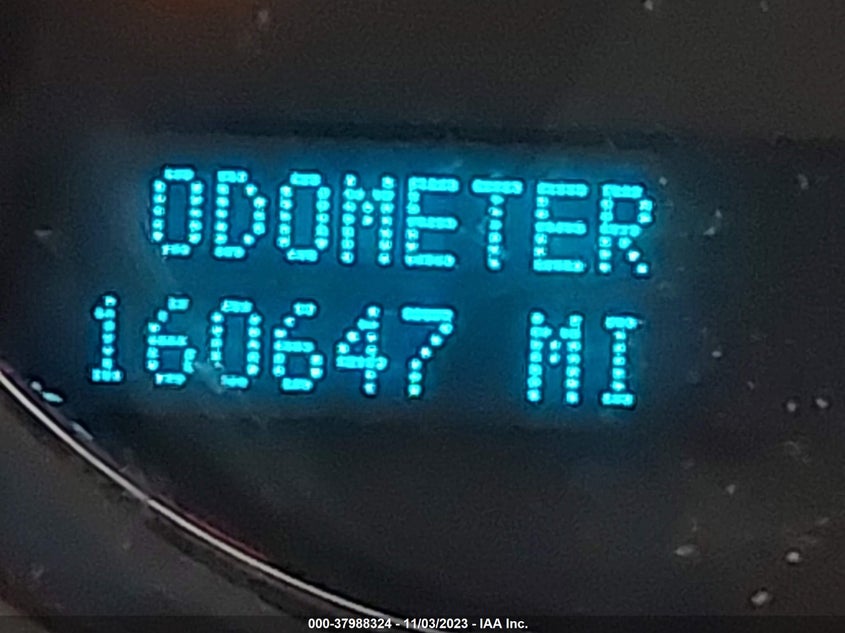 ODOMETER
160647 MI
000-37988324 - 11/03/2023 - IAA Inc.